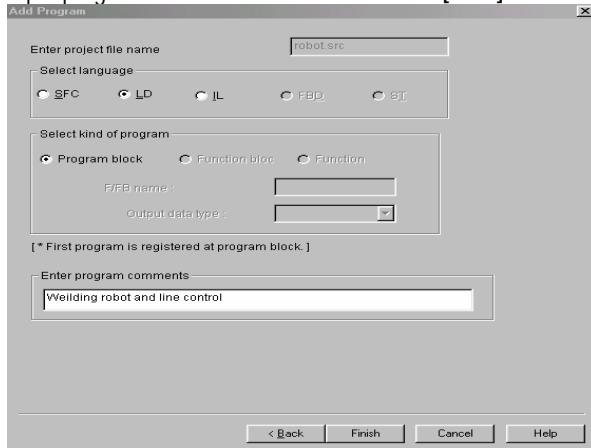 Add Program
Enter project file name robot.src
Select language
SFC LD IL FBD ST
Select kind of program
Program block Function bloc Function
F/FB name :
Output data type :
[ * First program is registered at program block. ]
Enter program comments
Weilding robot and line control
< Back Finish Cancel Help